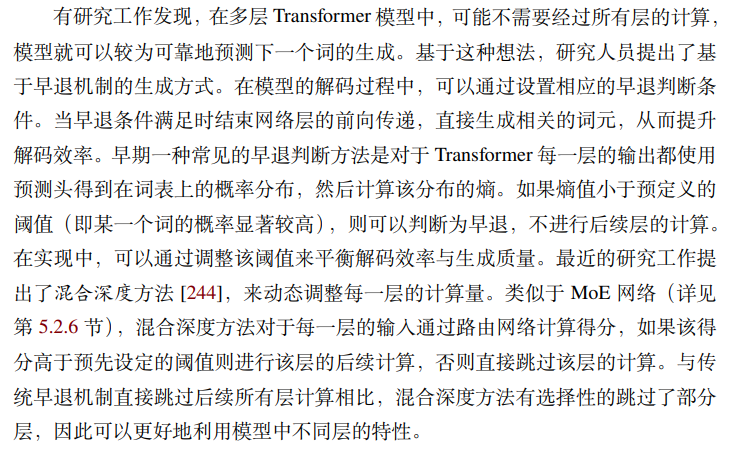 有研究工作发现，在多层 Transformer 模型中，可能不需要经过所有层的计算，
模型就可以较为可靠地预测下一个词的生成。基于这种想法，研究人员提出了基
于早退机制的生成方式。在模型的解码过程中，可以通过设置相应的早退判断条
件。当早退条件满足时结束网络层的前向传递，直接生成相关的词元，从而提升
解码效率。早期一种常见的早退判断方法是对于 Transformer 每一层的输出都使用
预测头得到在词表上的概率分布，然后计算该分布的熵。如果熵值小于预定义的
阈值（即某一个词的概率显著较高），则可以判断为早退，不进行后续层的计算。
在实现中，可以通过调整该阈值来平衡解码效率与生成质量。最近的研究工作提
出了混合深度方法 [244]，来动态调整每一层的计算量。类似于 MoE 网络（详见
第 5.2.6 节），混合深度方法对于每一层的输入通过路由网络计算得分，如果该得
分高于预先设定的阈值则进行该层的后续计算，否则直接跳过该层的计算。与传
统早退机制直接跳过后续所有层计算相比，混合深度方法有选择性的跳过了部分
层，因此可以更好地利用模型中不同层的特性。